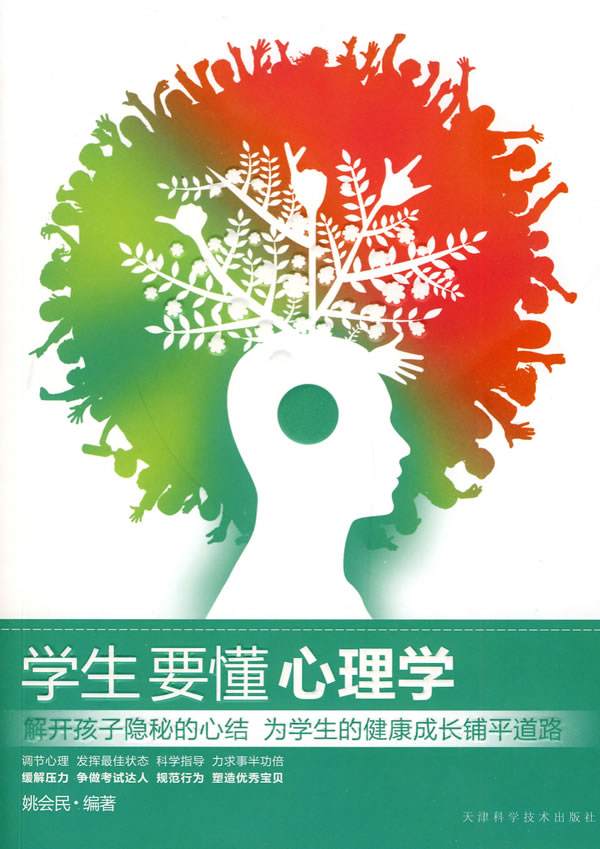 学生要懂心理学
解开孩子隐秘的心结 为学生的健康成长铺平道路
调节心理 发挥最佳状态 科学指导 力求事半功倍
缓解压力 争做考试达人 规范行为 塑造优秀宝贝
姚会民·编著
天津科学技术出版社